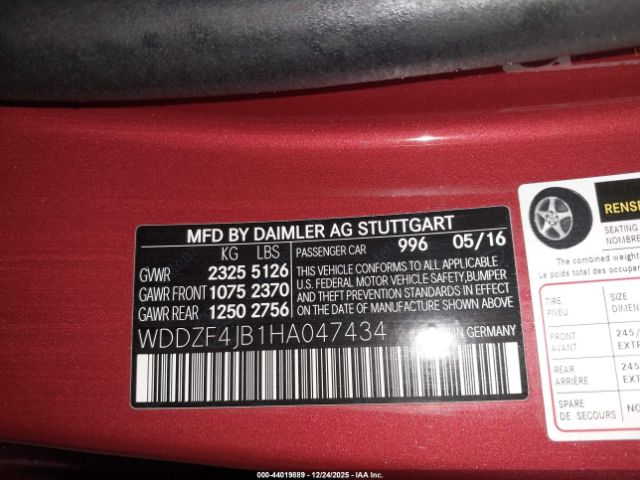 MFD BY DAIMLER AG STUTTGART
KG LBS PASSENGER CAR 996 05/16
GVWR 2325 5126
GAWR FRONT 1075 2370
GAWR REAR 1250 2756
THIS VEHICLE CONFORMS TO ALL APPLICABLE
U.S. FEDERAL MOTOR VEHICLE SAFETY, BUMPER
AND THEFT PREVENTION STANDARDS IN EFFECT
ON THE DATE OF MANUFACTURE SHOWN ABOVE.
WDDZF4JB1HA047434
IN GERMANY
RENSE
SEATING
NOMBRE
The combined weight
Le poids total des occupa
TIRE SIZE
PNEU DIMEN
FRONT 245/
AVANT EXTR
REAR 245
ARRIÈRE EXT
SPARE NO
DE SECOURS
000-44019889 - 12/24/2025 - IAA Inc.